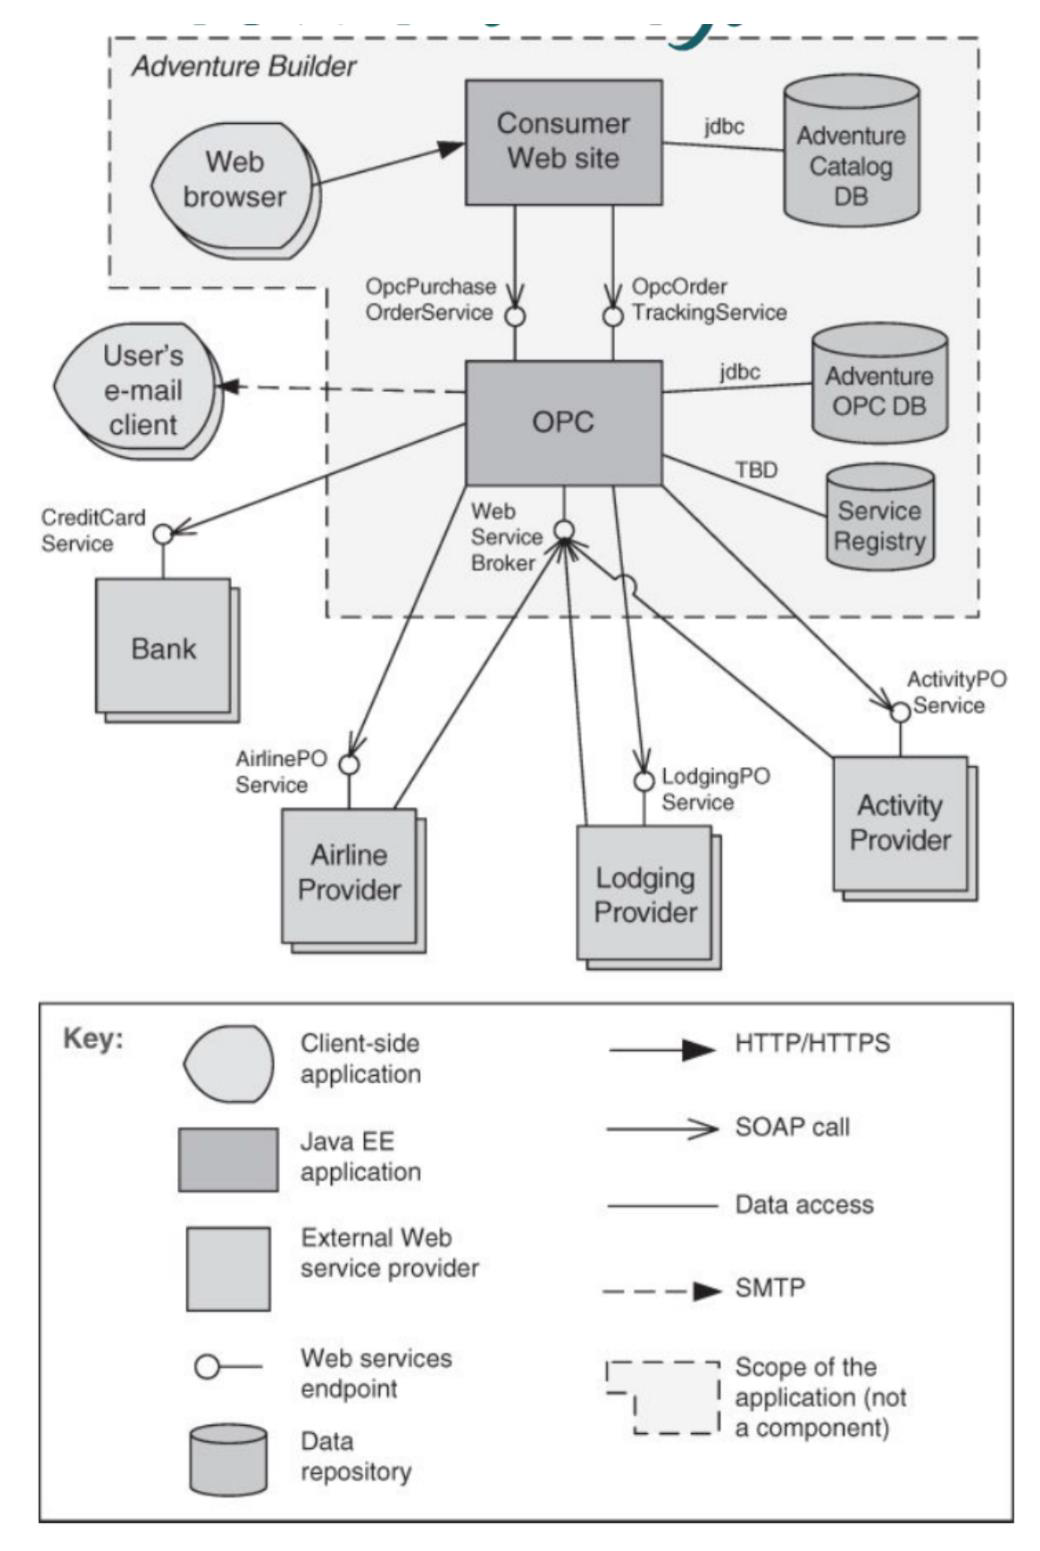 Adventure Builder
Web
browser
Consumer
Web site
jdbc
Adventure
Catalog
DB
OpcPurchase
OrderService
OpcOrder
TrackingService
User's
e-mail
client
OPC
jdbc
Adventure
OPC DB
TBD
Service
Registry
CreditCard
Service
Web
Service
Broker
Bank
ActivityPO
Service
AirlinePO
Service
LodgingPO
Service
Airline
Provider
Lodging
Provider
Activity
Provider
Key:
Client-side
application
Java EE
application
External Web
service provider
Web services
endpoint
Data
repository
HTTP/HTTPS
SOAP call
Data access
SMTP
Scope of the
application (not
a component)